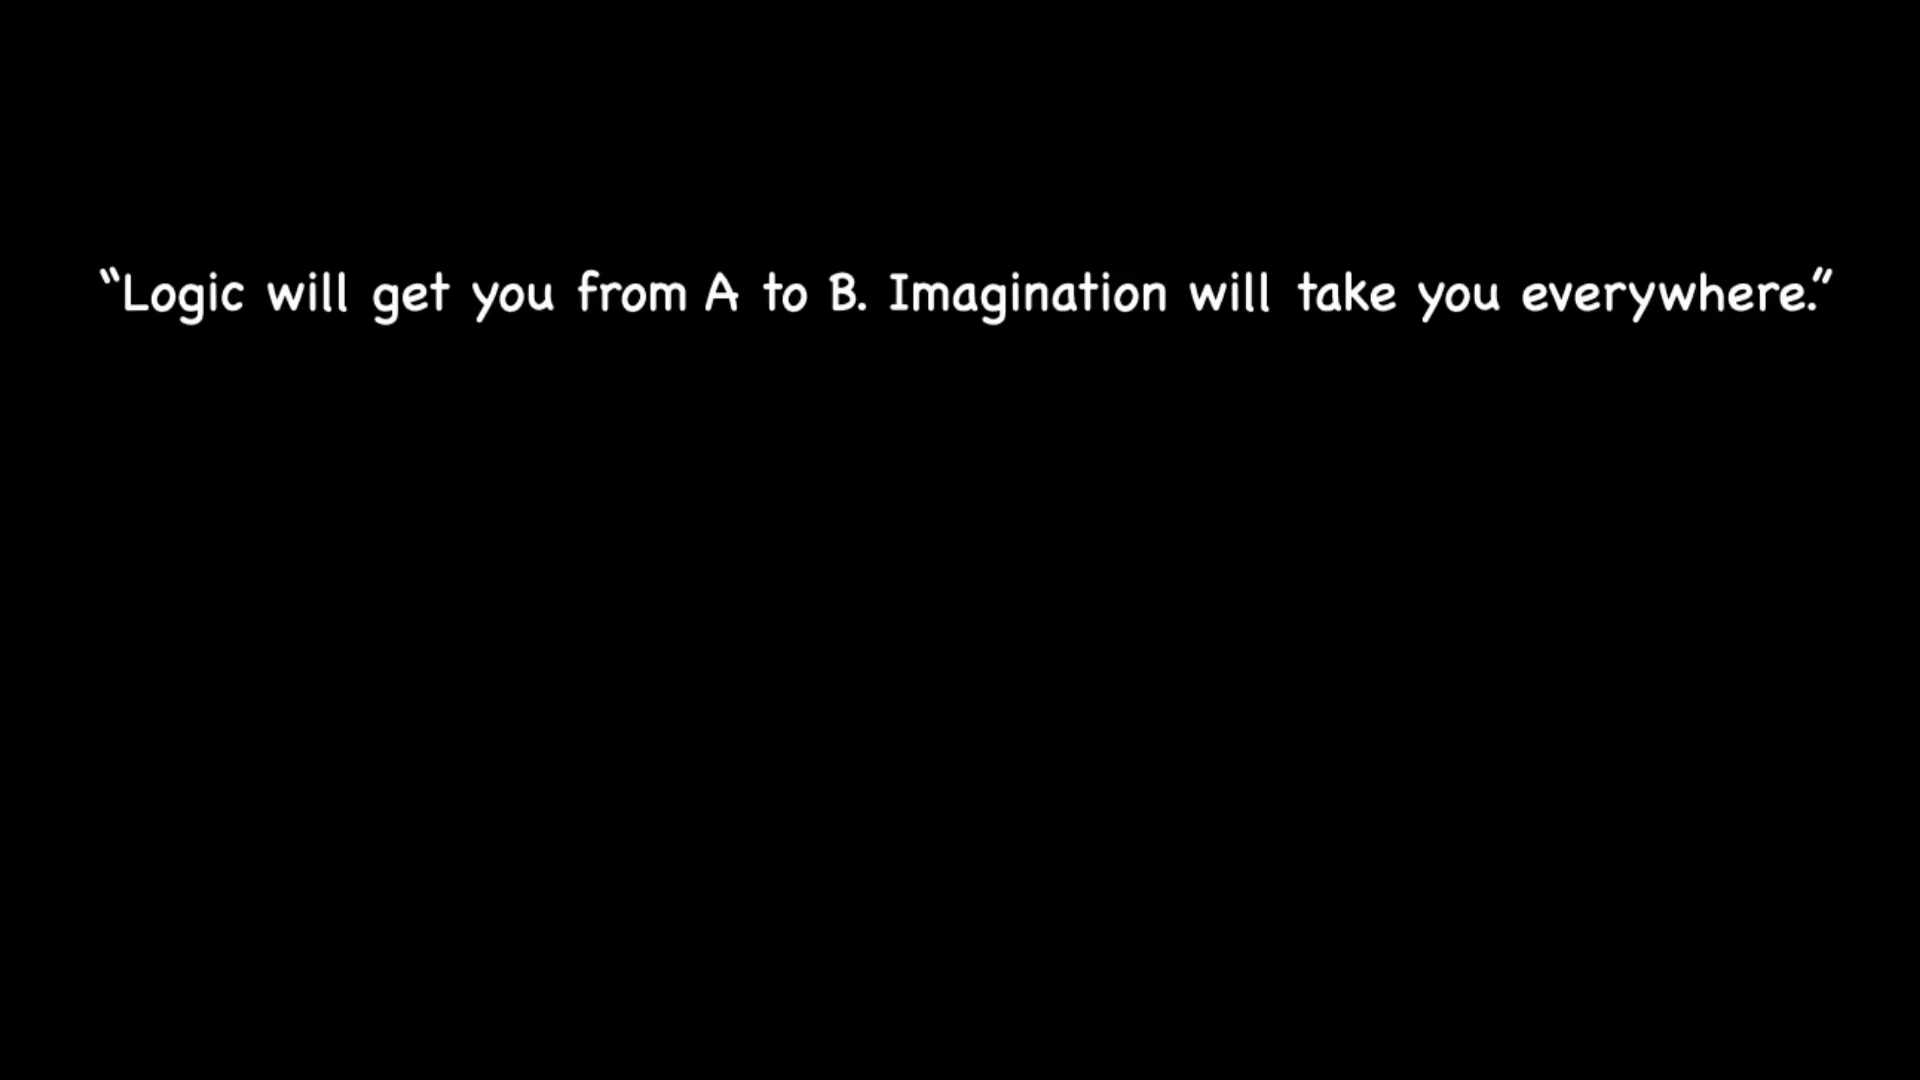 “Logic will get you from A to B. Imagination will take you everywhere.”